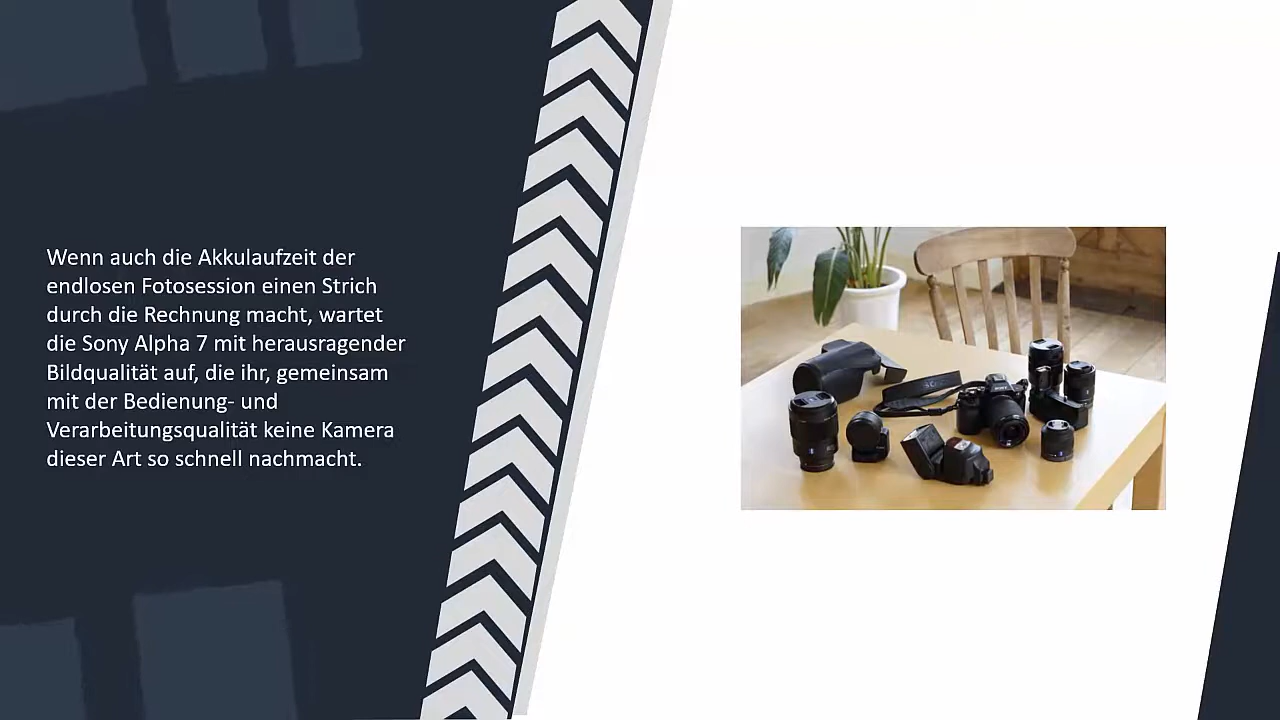 Wenn auch die Akkulaufzeit der
endlosen Fotosession einen Strich
durch die Rechnung macht, wartet
die Sony Alpha 7 mit herausragender
Bildqualität auf, die ihr, gemeinsam
mit der Bedienung- und
Verarbeitungsqualität keine Kamera
dieser Art so schnell nachmacht.